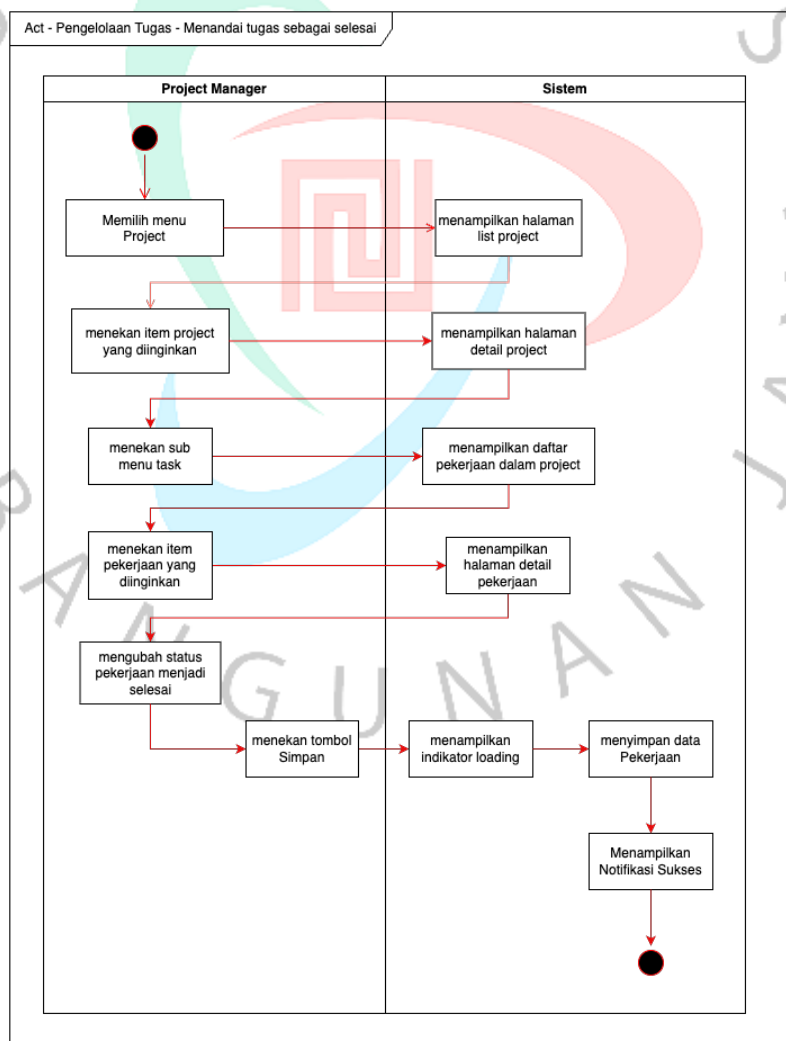 Act - Pengelolaan Tugas - Menandai tugas sebagai selesai
Project Manager
Sistem
Memilih menu
Project
menampilkan halaman
list project
menekan item project
yang diinginkan
menampilkan halaman
detail project
menekan sub
menu task
menampilkan daftar
pekerjaan dalam project
menekan item
pekerjaan yang
diinginkan
menampilkan
halaman detail
pekerjaan
mengubah status
pekerjaan menjadi
selesai
menekan tombol
Simpan
menampilkan
indikator loading
menyimpan data
Pekerjaan
Menampilkan
Notifikasi Sukses
BANGUNAN JA